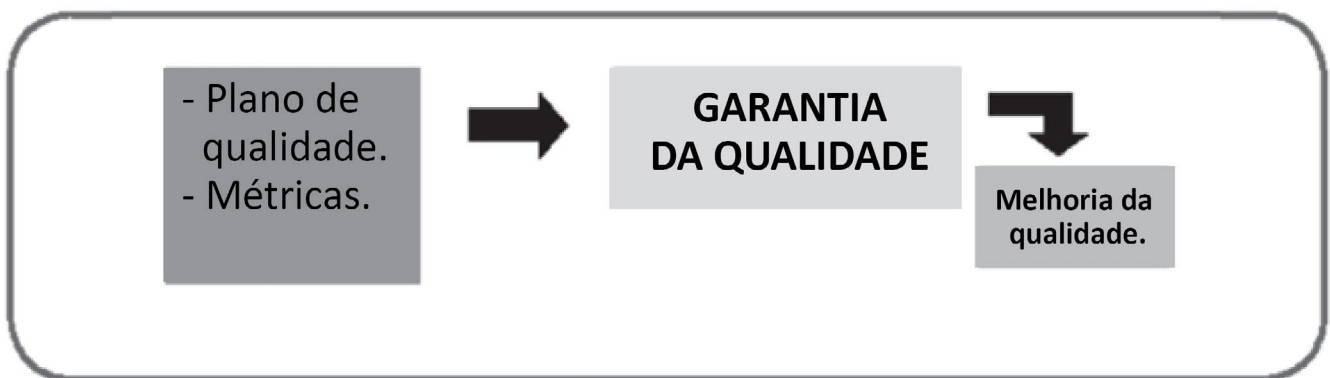 - Plano de
qualidade.
- Métricas.
GARANTIA
DA QUALIDADE
Melhoria da
qualidade.